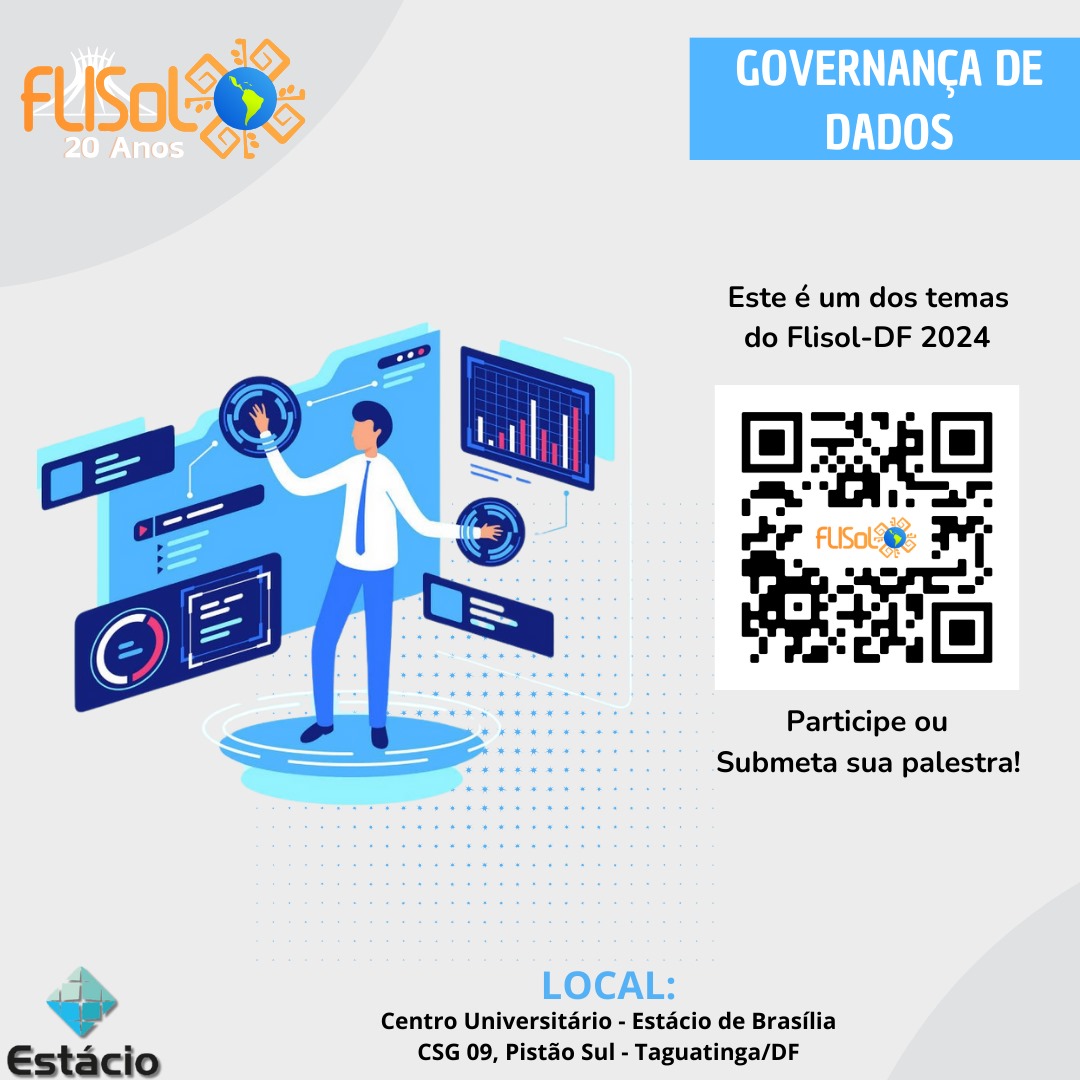 FLISol
20 Anos
GOVERNANÇA DE
DADOS
Este é um dos temas
do Flisol-DF 2024
FLISol
Participe ou
Submeta sua palestra!
LOCAL:
Centro Universitário - Estácio de Brasília
CSG 09, Pistão Sul - Taguatinga/DF
Estácio